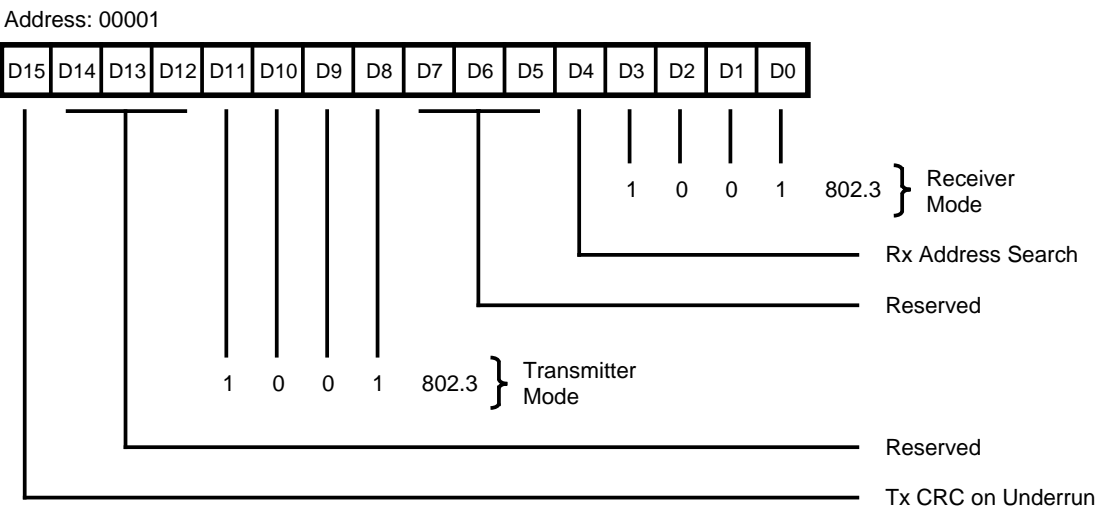 Address: 00001
D15 D14 D13 D12 D11 D10 D9 D8 D7 D6 D5 D4 D3 D2 D1 D0
1 0 0 1 802.3 } Receiver
Mode
Rx Address Search
Reserved
1 0 0 1 802.3 } Transmitter
Mode
Reserved
Tx CRC on Underrun